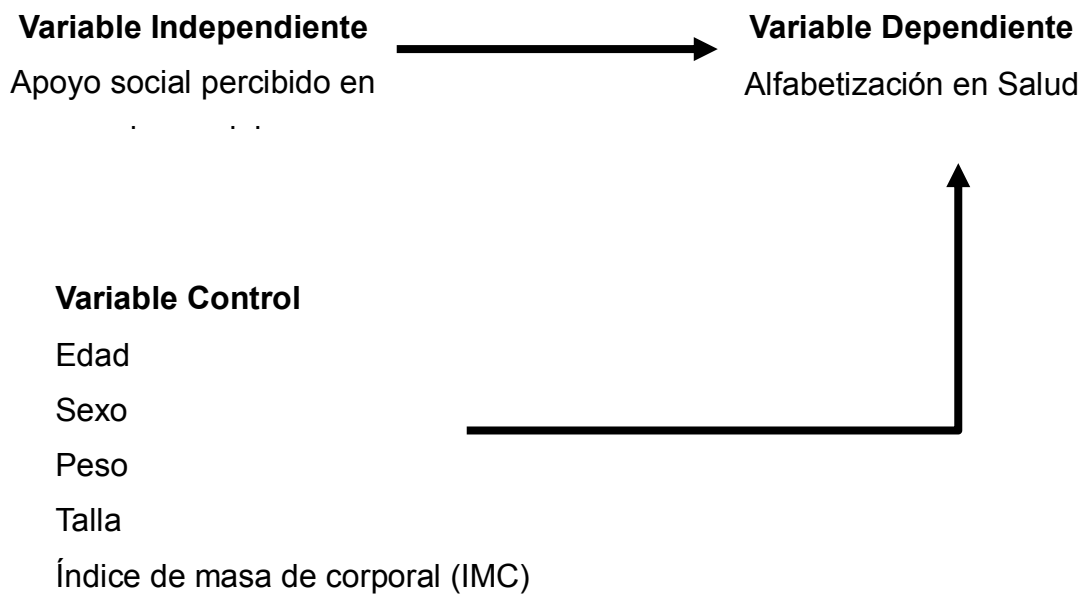 Variable Independiente
Variable Dependiente
Apoyo social percibido en
Alfabetización en Salud
Variable Control
Edad
Sexo
Peso
Talla
Índice de masa de corporal (IMC)